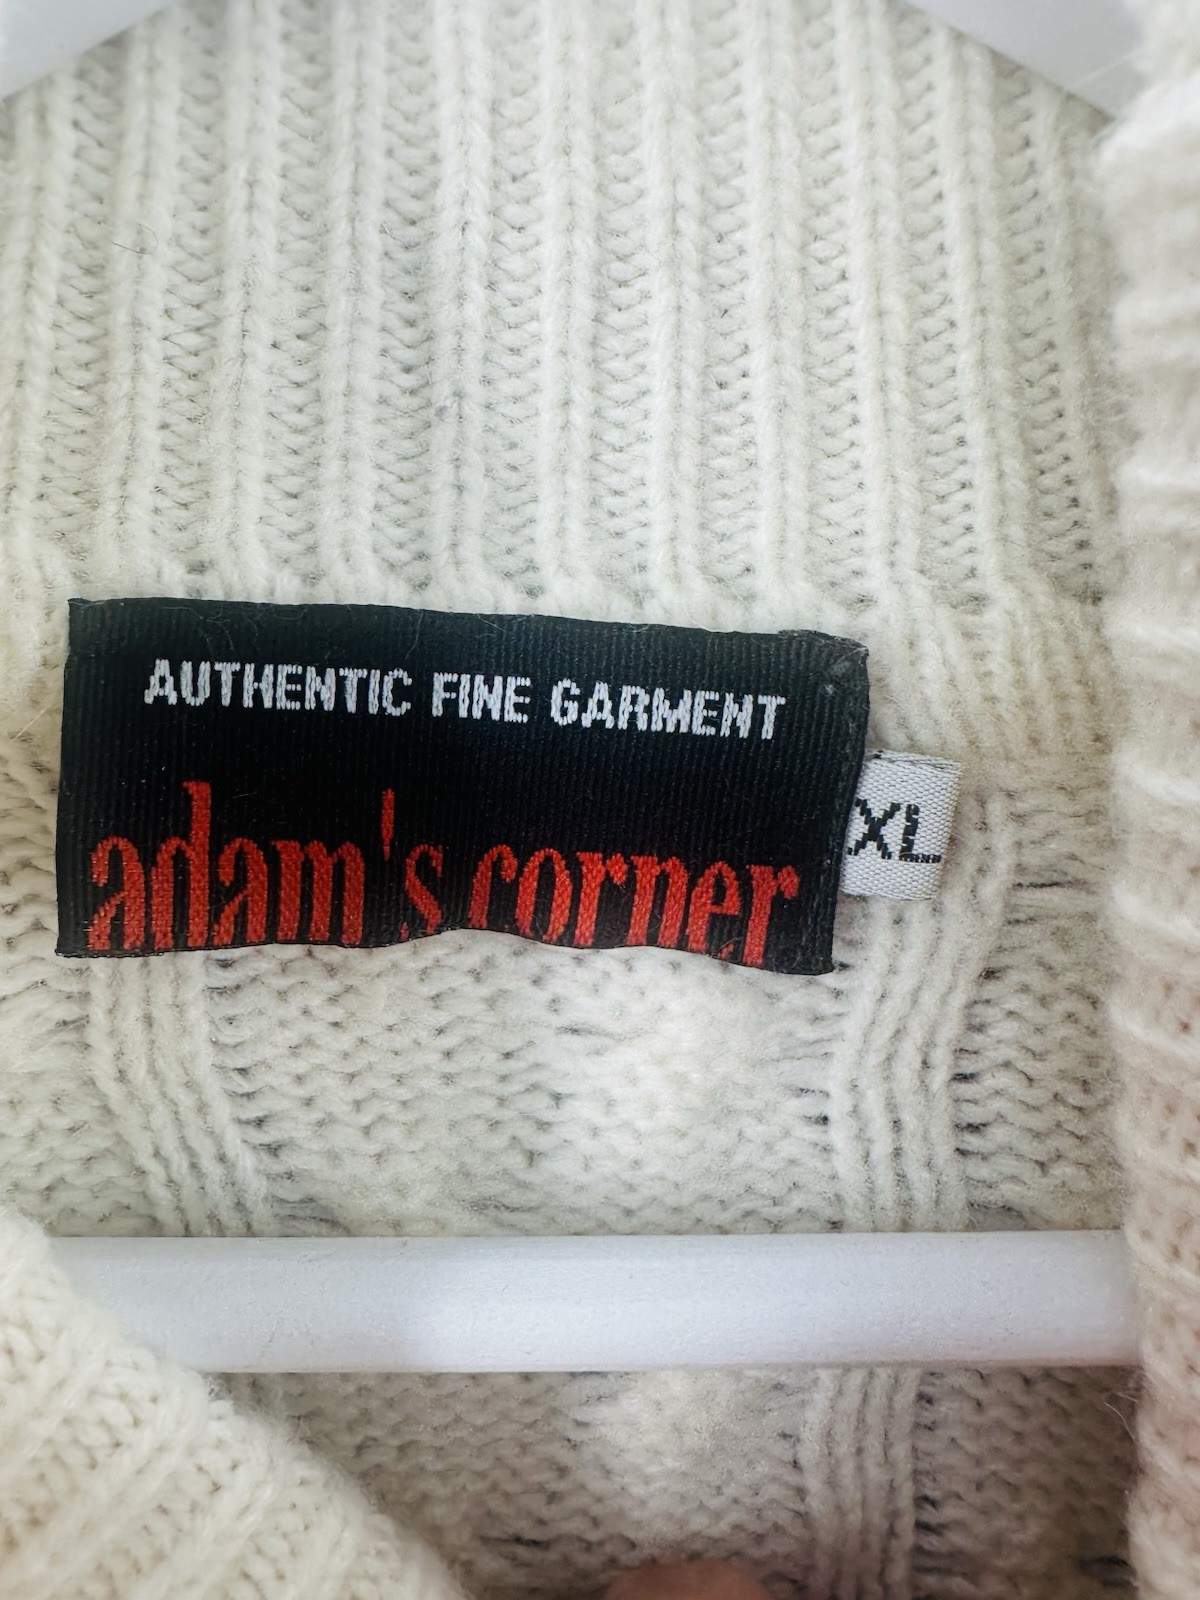 AUTHENTIC FINE GARMENT
adam's corner
XL